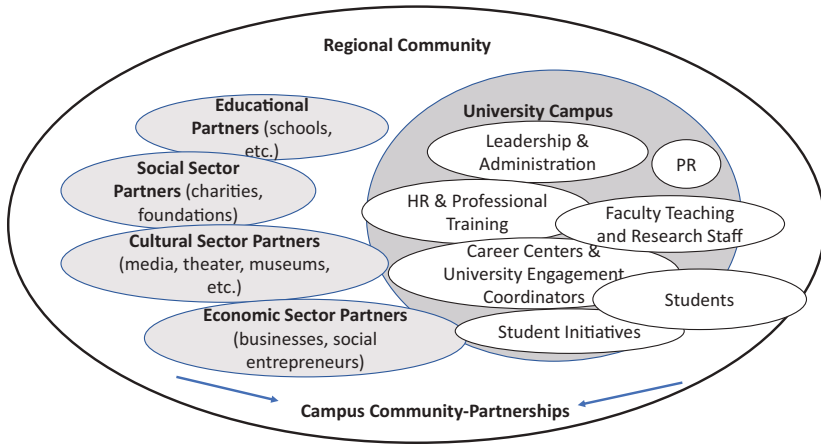 Regional Community
Educational
Partners (schools,
etc.)
Social Sector
Partners (charities,
foundations)
Cultural Sector Partners
(media, theater, museums,
etc.)
Economic Sector Partners
(businesses, social
entrepreneurs)
University Campus
Leadership &
Administration
PR
HR & Professional
Training
Faculty Teaching
and Research Staff
Career Centers &
University Engagement
Coordinators
Students
Student Initiatives
Campus Community-Partnerships